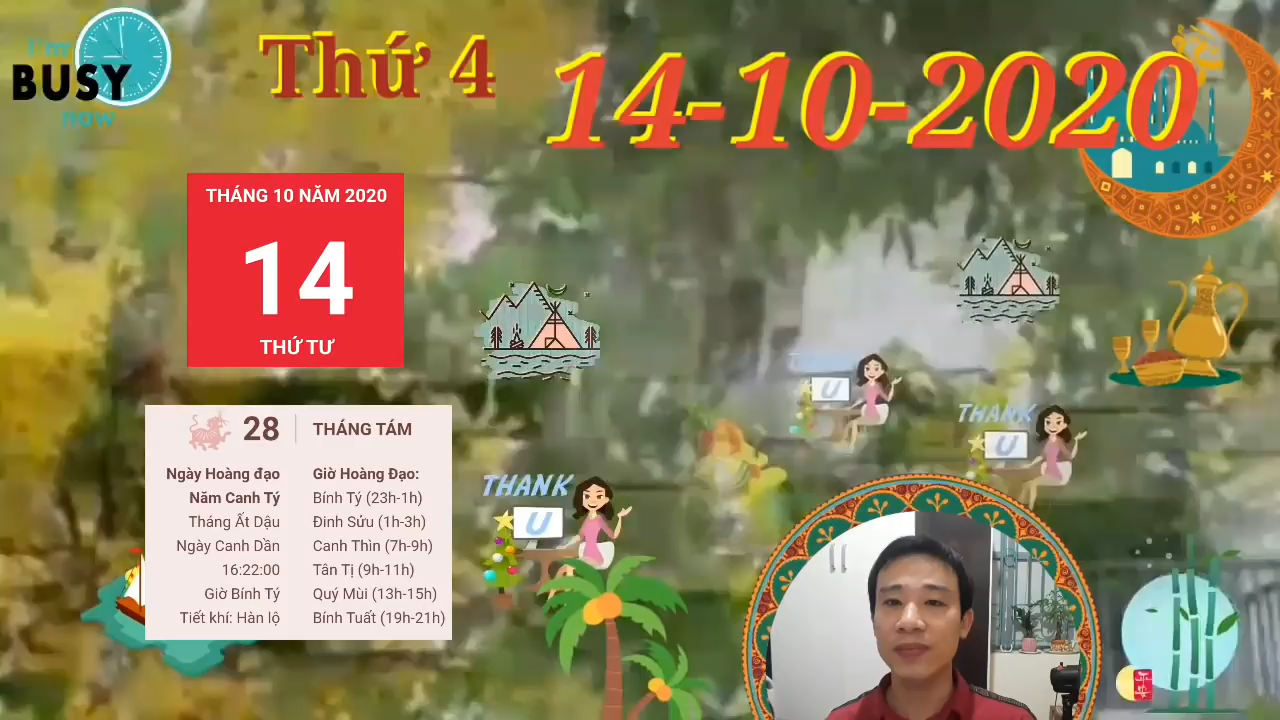 I'm
BUSY
now
Thứ 4
14-10-2020
THÁNG 10 NĂM 2020
14
THỨ TƯ
28
THÁNG TÁM
Ngày Hoàng đạo
Năm Canh Tý
Tháng Ất Dậu
Ngày Canh Dần
16:22:00
Giờ Bính Tý
Tiết khí: Hàn lộ
Giờ Hoàng Đạo:
Bính Tý (23h-1h)
Đinh Sửu (1h-3h)
Canh Thìn (7h-9h)
Tân Tị (9h-11h)
Quý Mùi (13h-15h)
Bính Tuất (19h-21h)
THANK
U
U
THANK
U